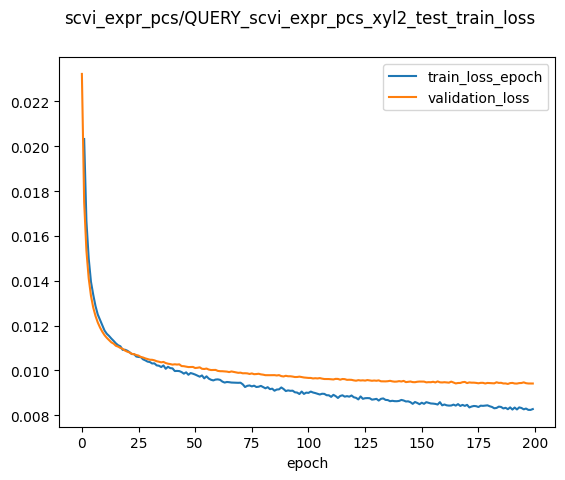 scvi_expr_pcs/QUERY_scvi_expr_pcs_xyl2_test_train_loss
train_loss_epoch
validation_loss
0.022
0.020
0.018
0.016
0.014
0.012
0.010
0.008
0 25 50 75 100 125 150 175 200
epoch